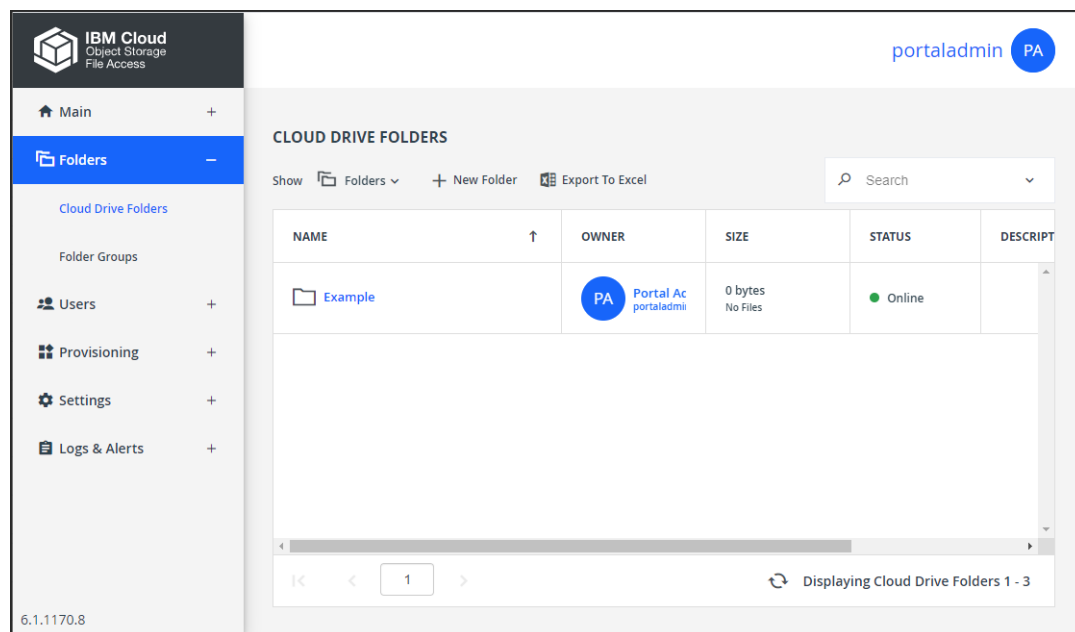 IBM Cloud
Object Storage
File Access
portaladmin PA
Main
Folders
Cloud Drive Folders
Folder Groups
Users
Provisioning
Settings
Logs & Alerts
6.1.1170.8
CLOUD DRIVE FOLDERS
Show Folders New Folder Export To Excel Search
NAME OWNER SIZE STATUS DESCRIPT
Example PA Portal Ac 0 bytes Online
portaladmi No Files
1 Displaying Cloud Drive Folders 1 - 3